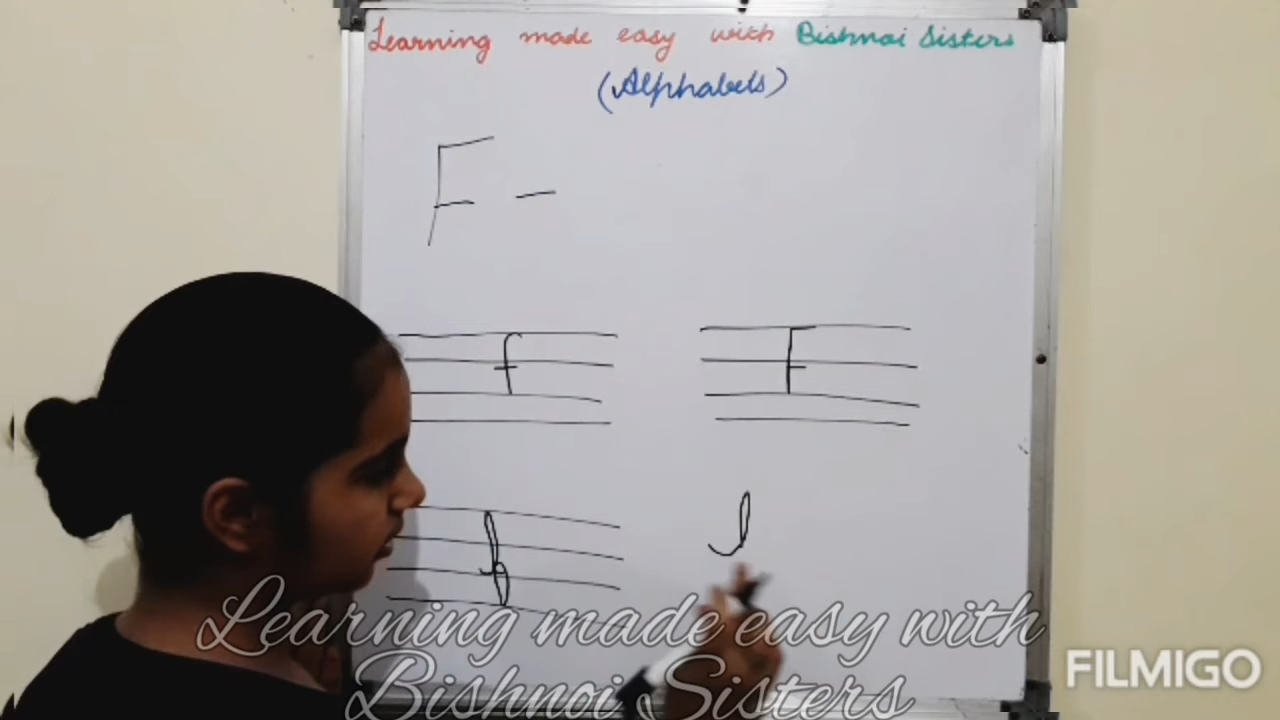 Learning made easy with Bishnoi Sisters
(Alphabets)
F -
f F
f
Learning made easy with
Bishnoi Sisters
FILMIGO